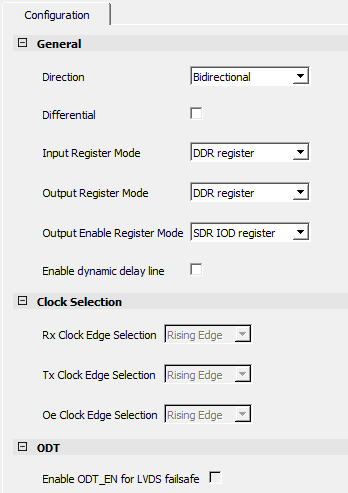 Configuration
General
Direction Bidirectional
Differential
Input Register Mode DDR register
Output Register Mode DDR register
Output Enable Register Mode SDR IOD register
Enable dynamic delay line
Clock Selection
Rx Clock Edge Selection Rising Edge
Tx Clock Edge Selection Rising Edge
Oe Clock Edge Selection Rising Edge
ODT
Enable ODT_EN for LVDS failsafe